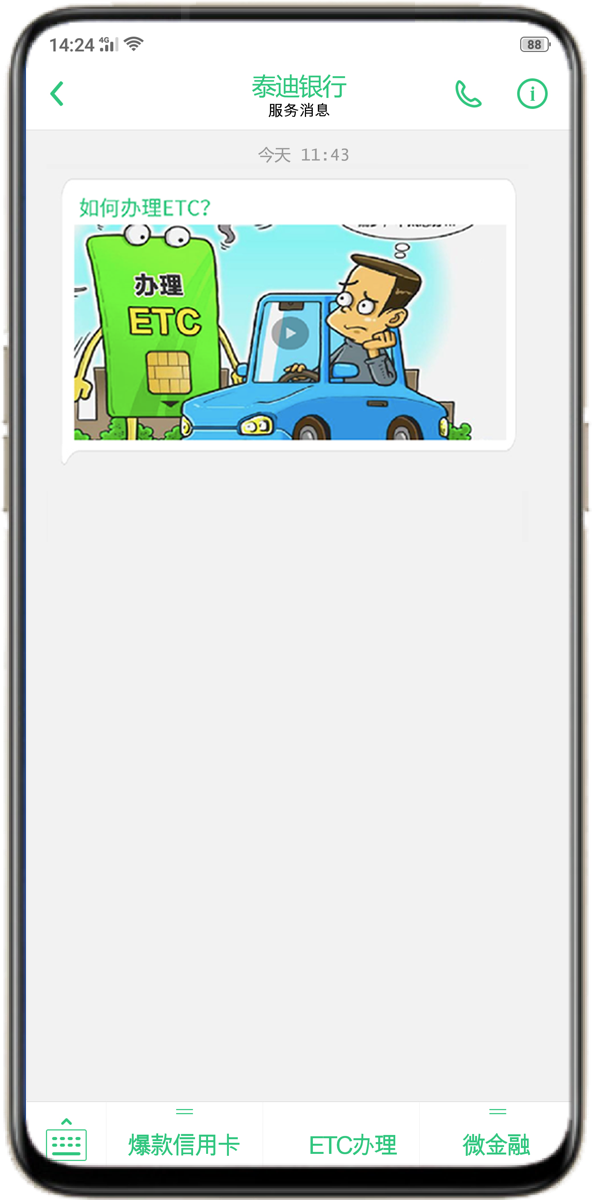 14:24 4G 88
泰迪银行
服务消息
今天 11:43
如何办理ETC？
办理
ETC
爆款信用卡 ETC办理 微金融